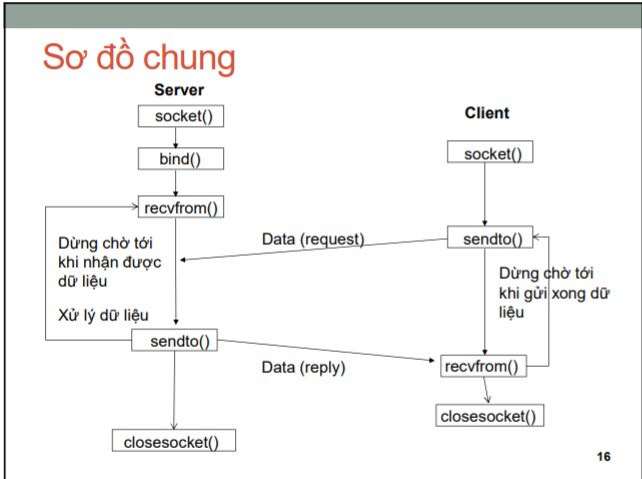 Sơ đồ chung
Server
socket()
bind()
recvfrom()
Dừng chờ tới
khi nhận được
dữ liệu
Xử lý dữ liệu
sendto()
closesocket()
Data (request)
Data (reply)
Client
socket()
sendto()
Dừng chờ tới
khi gửi xong dữ
liệu
recvfrom()
closesocket()
16